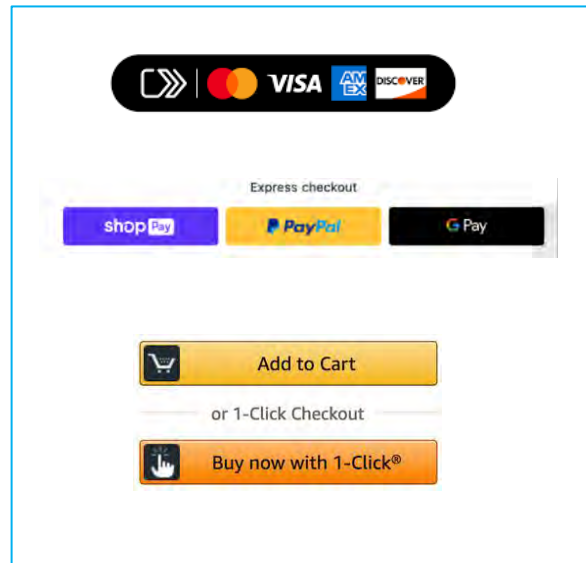 VISA AMEX DISCOVER
Express checkout
shop Pay PayPal G Pay
Add to Cart
or 1-Click Checkout
Buy now with 1-Click®